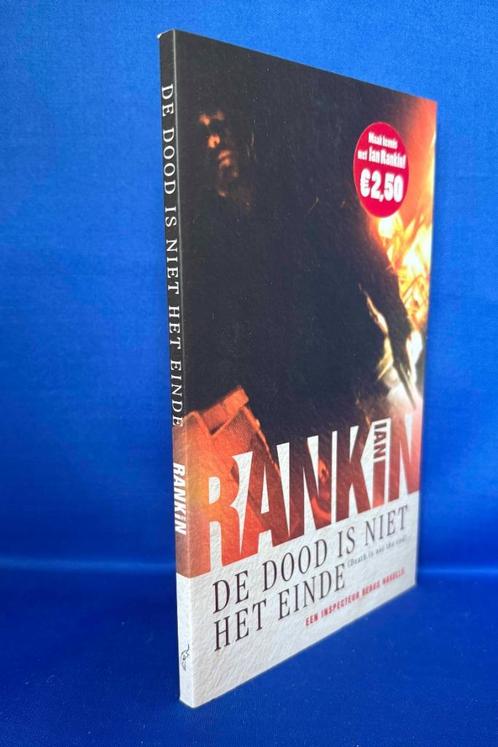 DE DOOD IS NIET HET EINDE
RANKiN
Maak kennis
met Ian Rankin!
€2,50
IAN
RANKiN
DE DOOD IS NIET
HET EINDE
(Death is not the end)
EEN INSPECTEUR REBUS NOVELLE